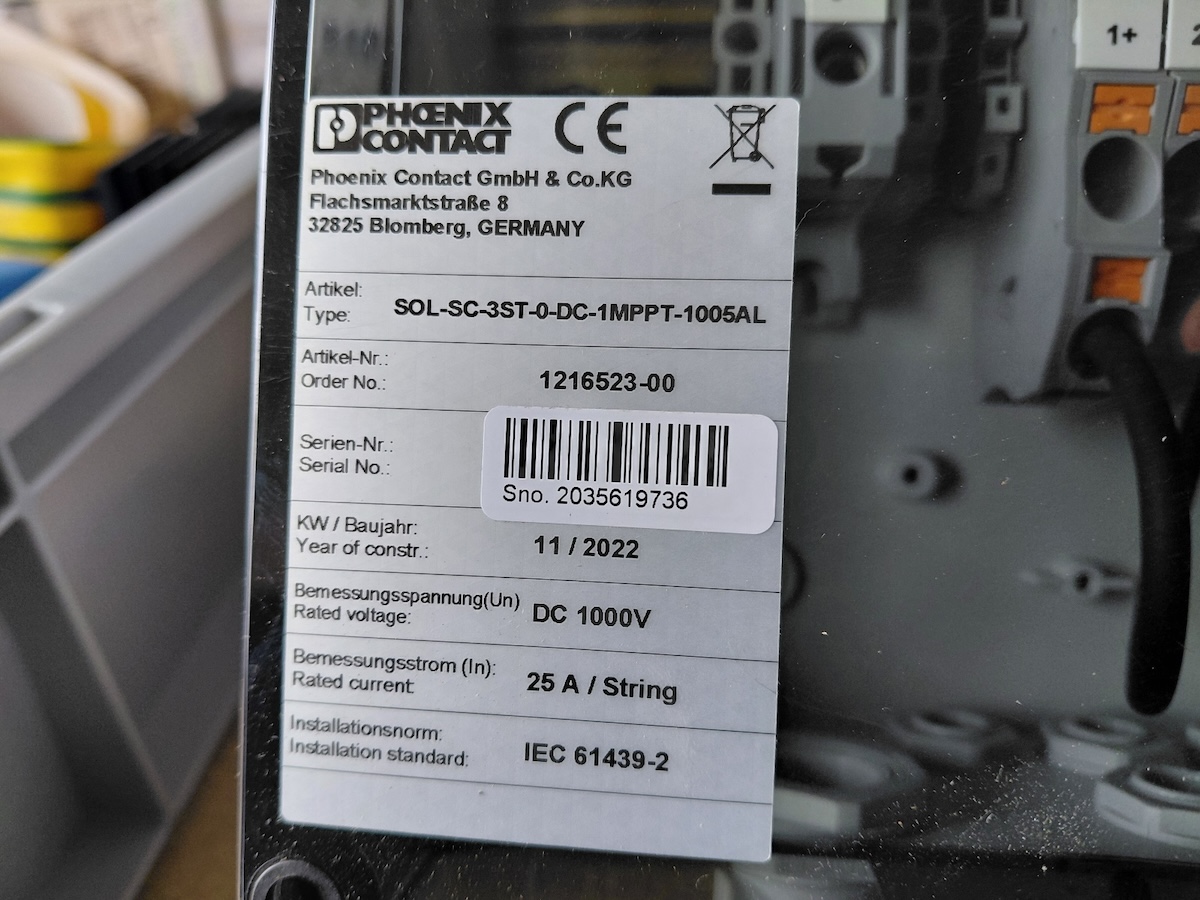 PHŒNIX
CONTACT
CE
Phoenix Contact GmbH & Co.KG
Flachsmarktstraße 8
32825 Blomberg, GERMANY
Artikel:
Type: SOL-SC-3ST-0-DC-1MPPT-1005AL
Artikel-Nr.:
Order No.: 1216523-00
Serien-Nr.:
Serial No.:
Sno. 2035619736
KW / Baujahr:
Year of constr.: 11 / 2022
Bemessungsspannung(Un)
Rated voltage: DC 1000V
Bemessungsstrom (In):
Rated current: 25 A / String
Installationsnorm:
Installation standard: IEC 61439-2
1+